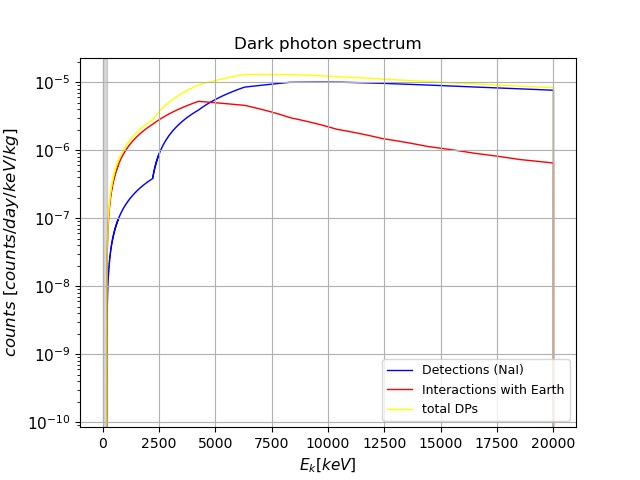 Dark photon spectrum
counts [counts/day/keV/kg]
10⁻⁵
10⁻⁶
10⁻⁷
10⁻⁸
10⁻⁹
10⁻¹⁰
Detections (NaI)
Interactions with Earth
total DPs
0 2500 5000 7500 10000 12500 15000 17500 20000
Eₖ[keV]